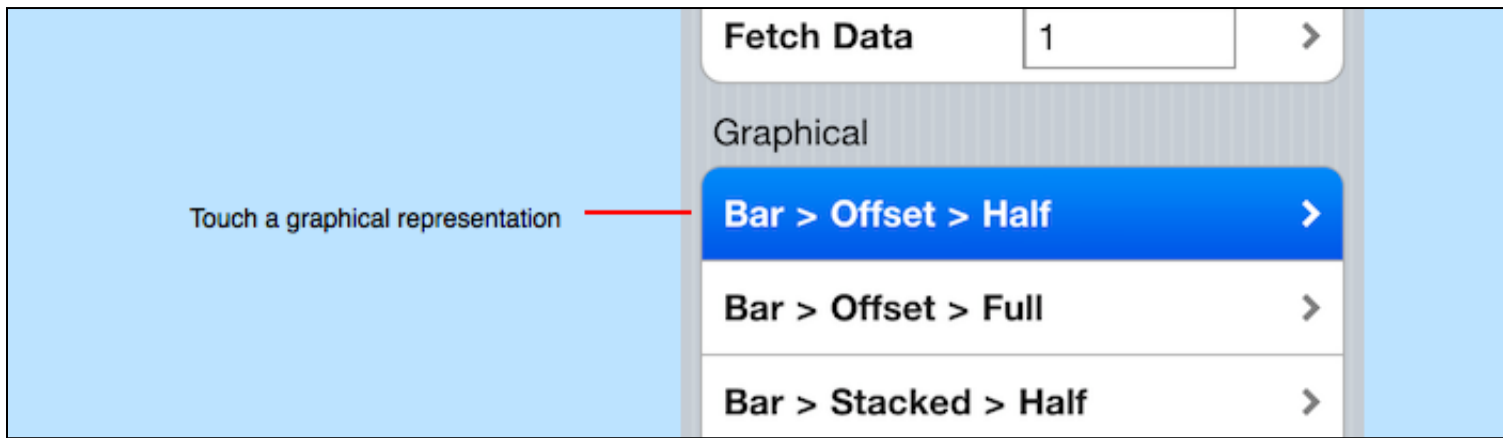 Fetch Data 1 >
Graphical
Touch a graphical representation
Bar > Offset > Half >
Bar > Offset > Full >
Bar > Stacked > Half >